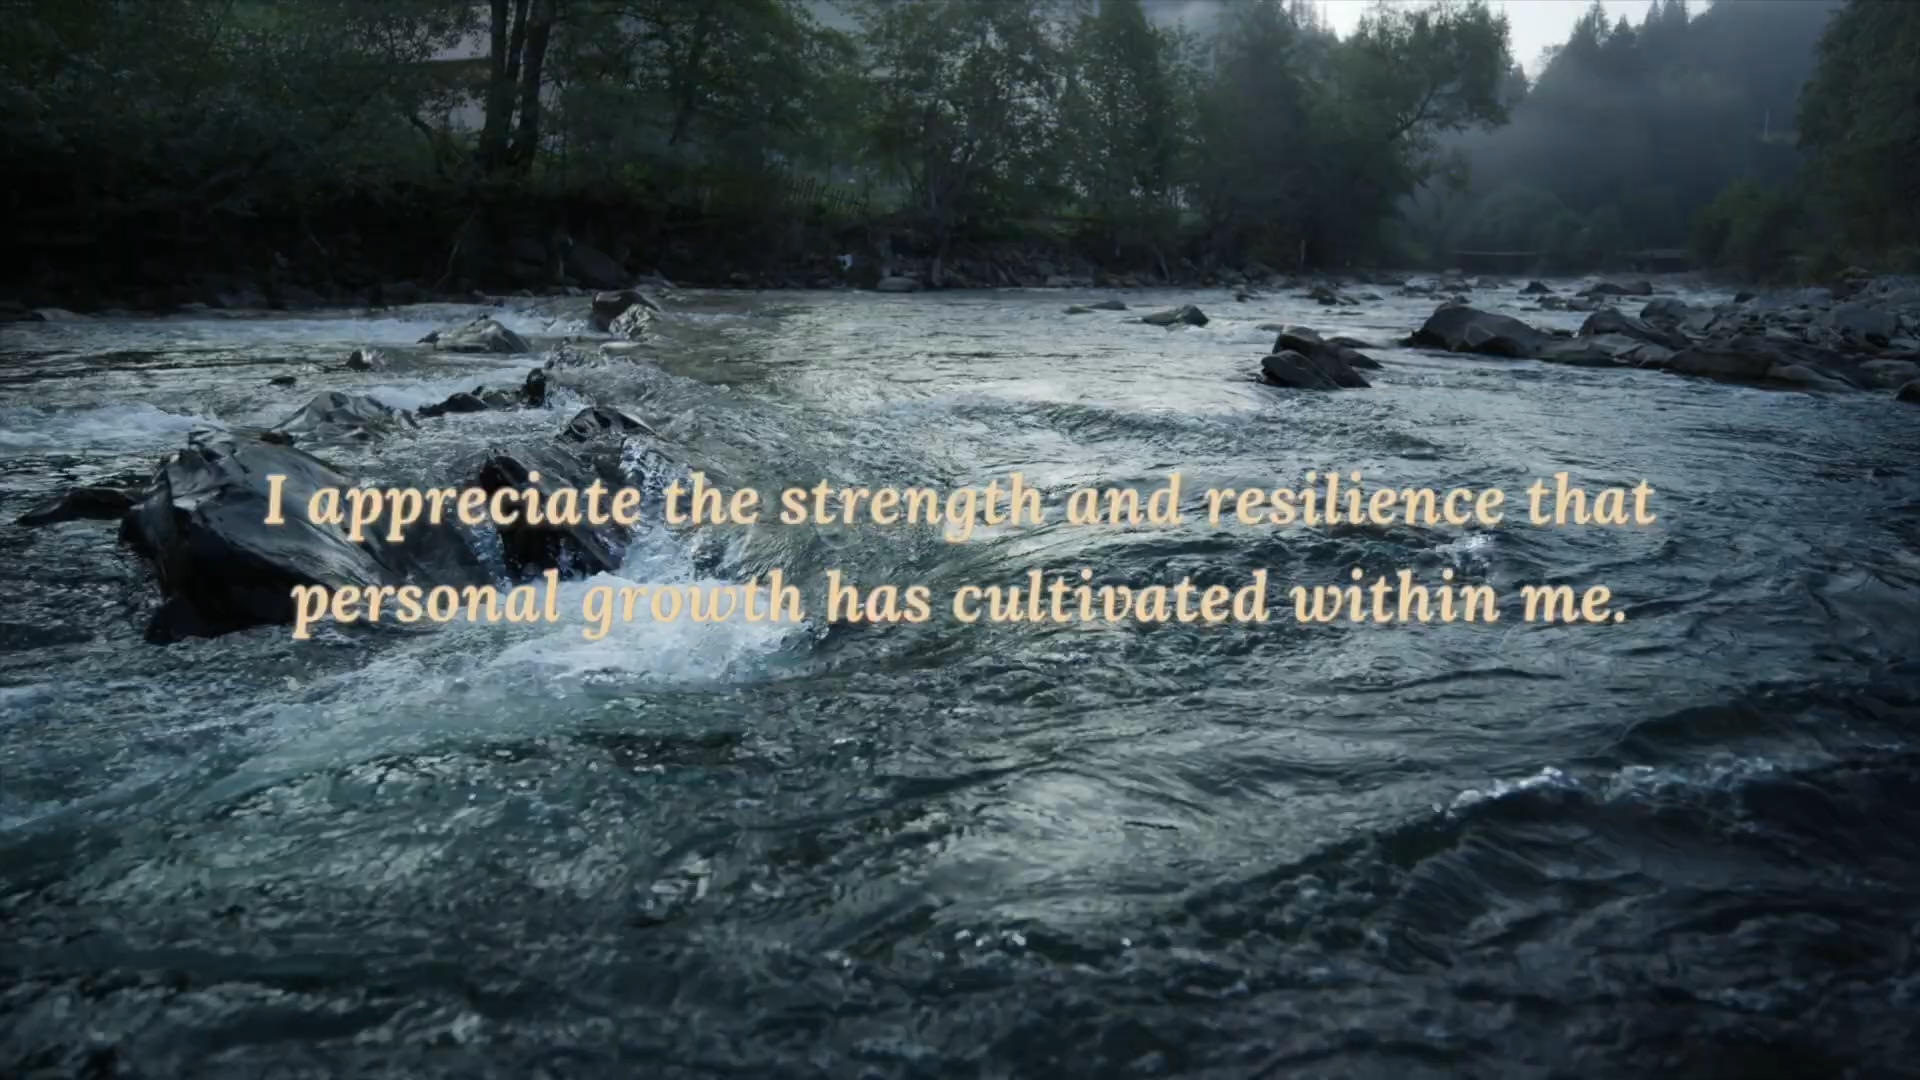 I appreciate the strength and resilience that
personal growth has cultivated within me.